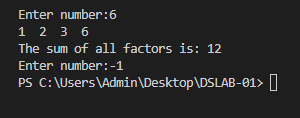 Enter number:6
1  2  3  6
The sum of all factors is: 12
Enter number:-1
PS C:\Users\Admin\Desktop\DSLAB-01>